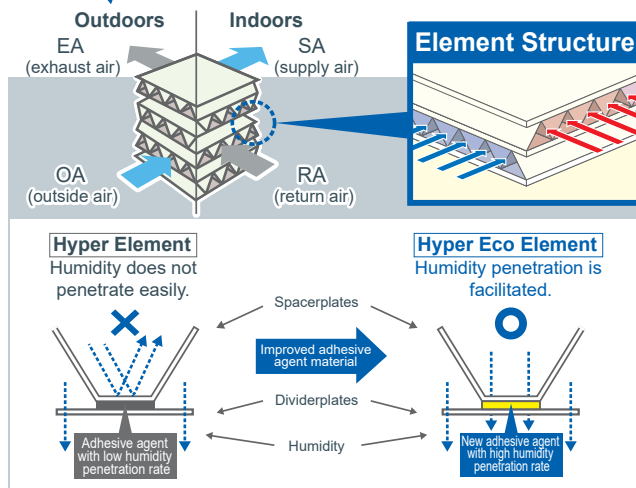 Outdoors
Indoors
EA
(exhaust air)
SA
(supply air)
Element Structure
OA
(outside air)
RA
(return air)
Hyper Element
Humidity does not
penetrate easily.
Hyper Eco Element
Humidity penetration is
facilitated.
Spacerplates
Improved adhesive
agent material
Dividerplates
Humidity
Adhesive agent
with low humidity
penetration rate
New adhesive agent
with high humidity
penetration rate